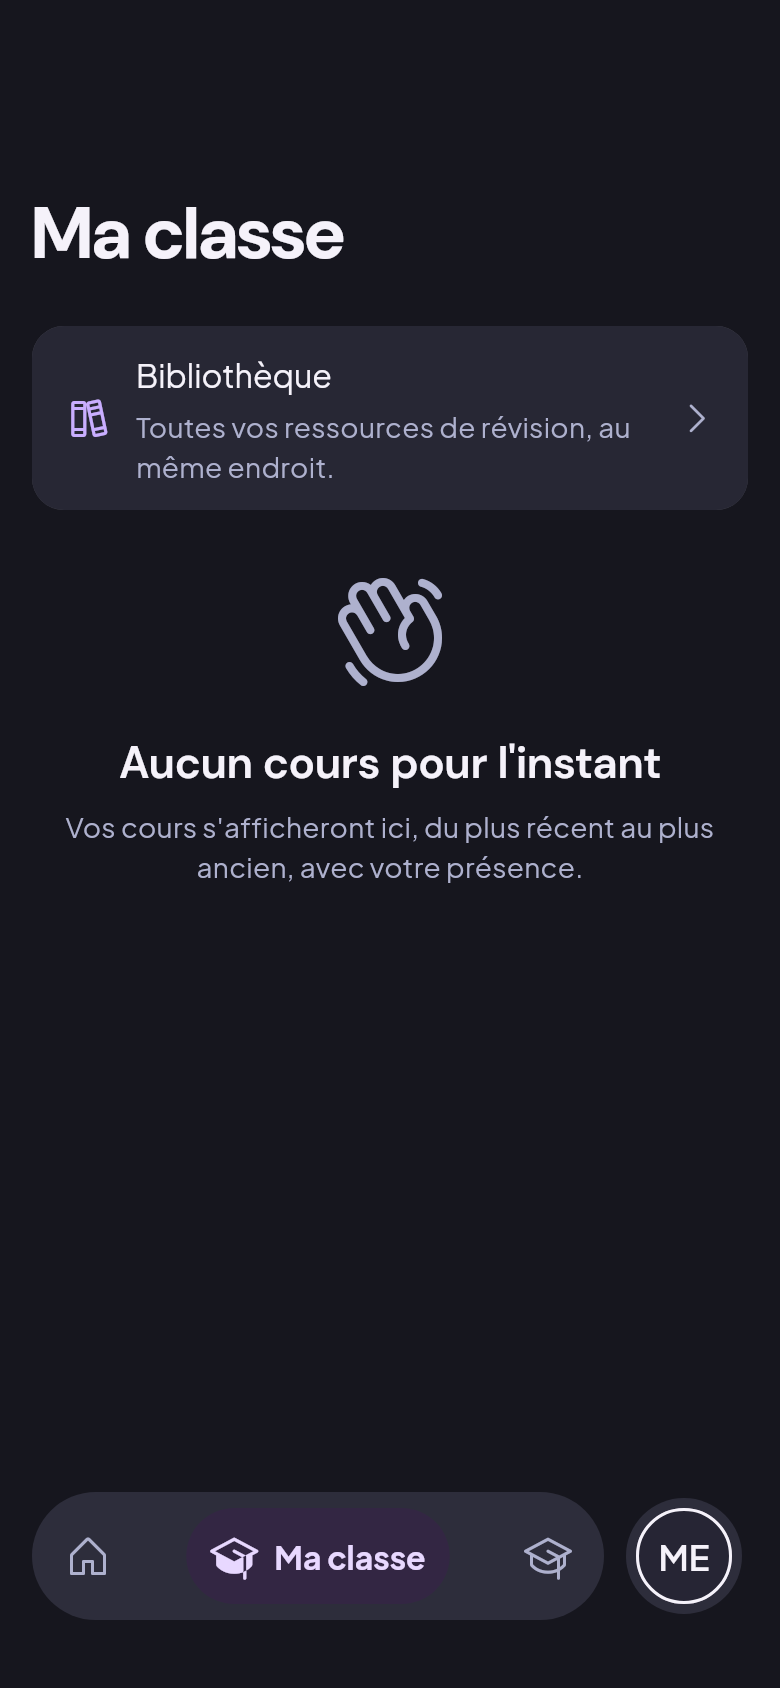 Ma classe
Bibliothèque
Toutes vos ressources de révision, au
même endroit.
Aucun cours pour l'instant
Vos cours s'afficheront ici, du plus récent au plus
ancien, avec votre présence.
Ma classe
ME